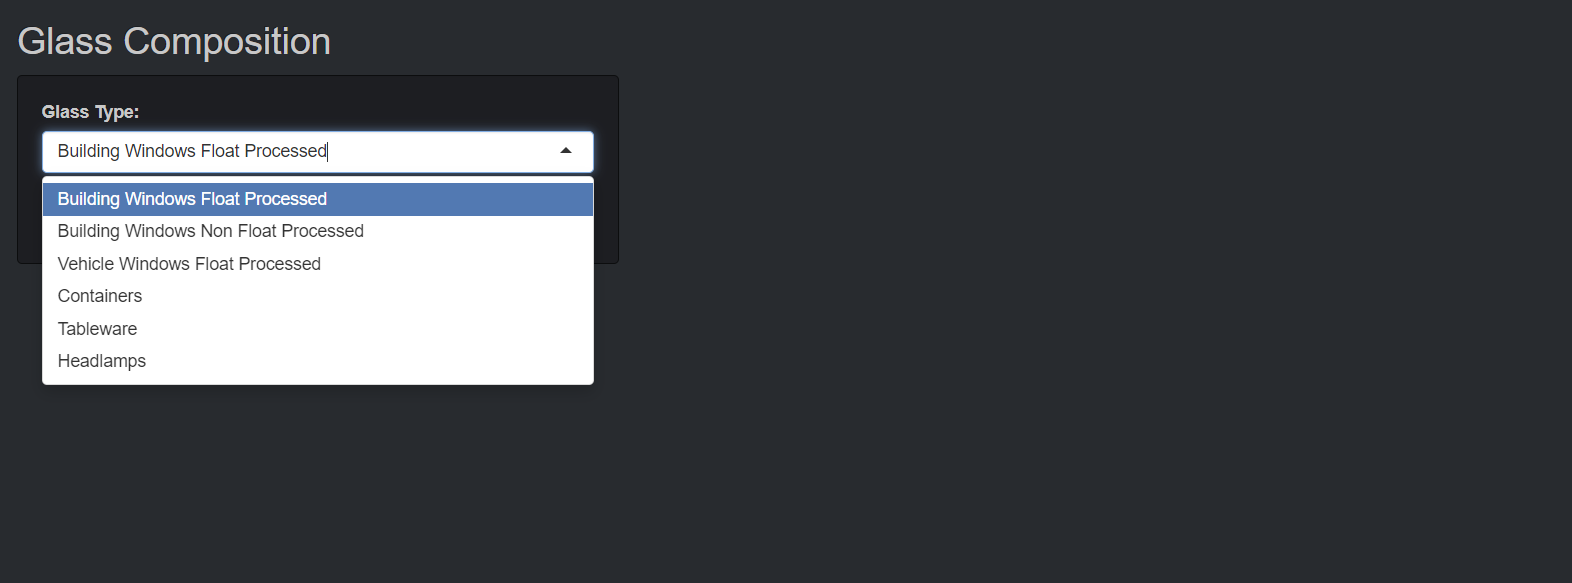 Glass Composition
Glass Type:
Building Windows Float Processed
Building Windows Float Processed
Building Windows Non Float Processed
Vehicle Windows Float Processed
Containers
Tableware
Headlamps